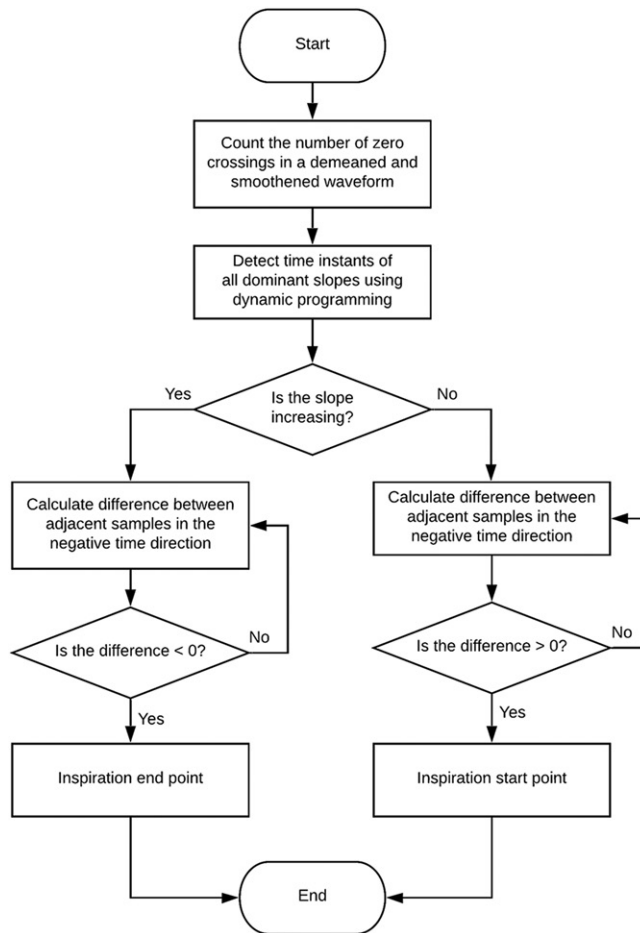 Start
Count the number of zero
crossings in a demeaned and
smoothened waveform
Detect time instants of
all dominant slopes using
dynamic programming
Yes
Is the slope
increasing?
No
Calculate difference between
adjacent samples in the
negative time direction
Calculate difference between
adjacent samples in the
negative time direction
Is the difference < 0?
No
Is the difference > 0?
No
Yes
Yes
Inspiration end point
Inspiration start point
End